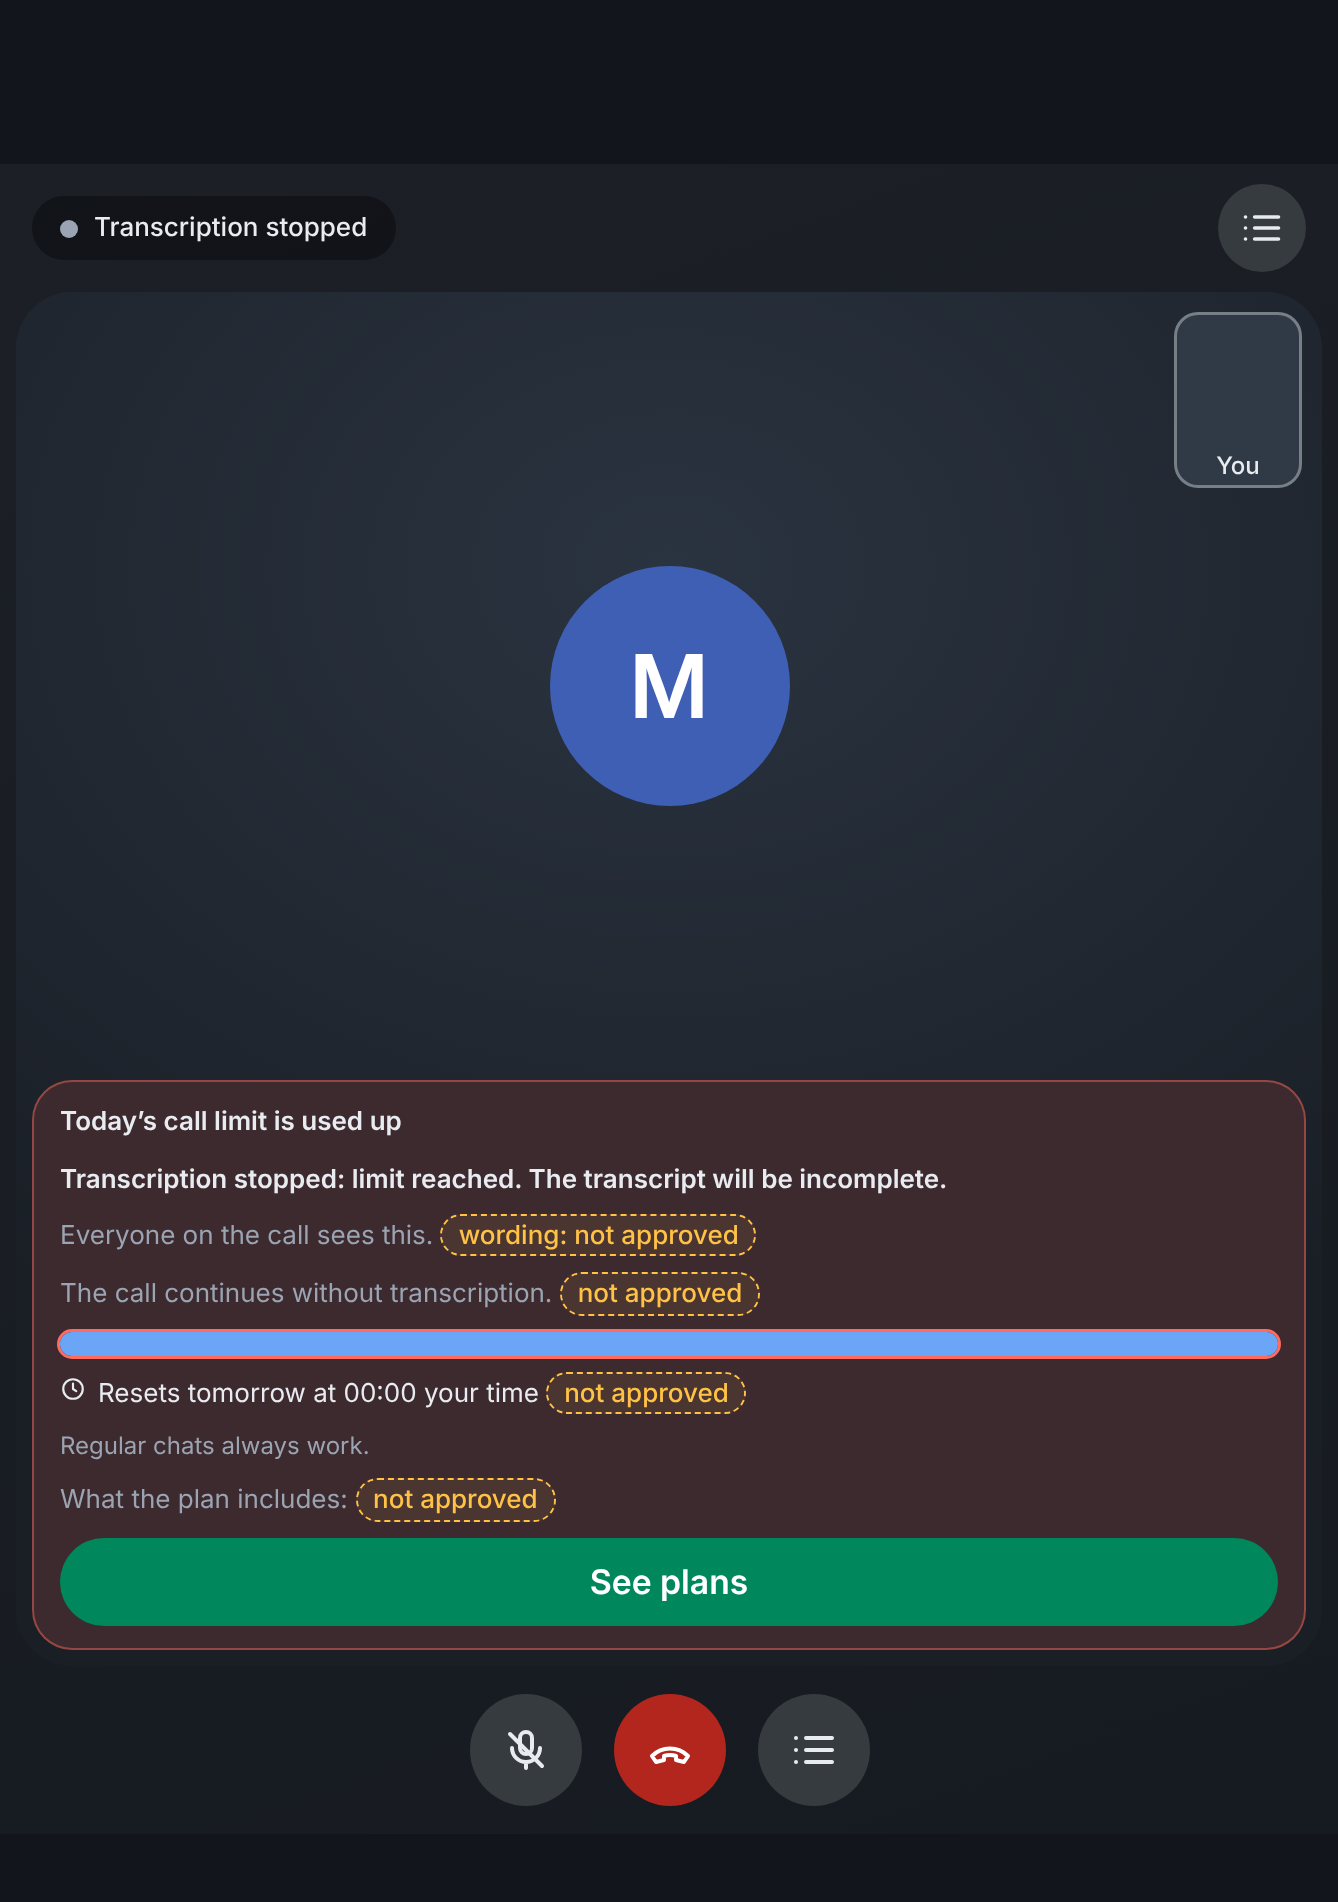 Transcription stopped
You
M
Today’s call limit is used up
Transcription stopped: limit reached. The transcript will be incomplete.
Everyone on the call sees this. wording: not approved
The call continues without transcription. not approved
Resets tomorrow at 00:00 your time not approved
Regular chats always work.
What the plan includes: not approved
See plans